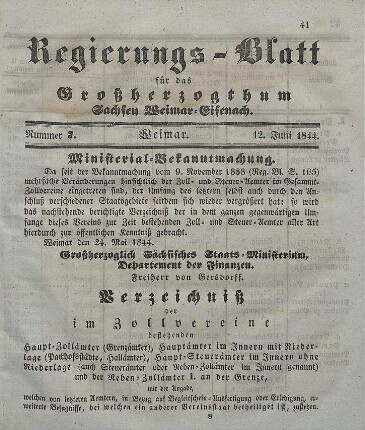 41
Regierungs-Blatt
für das
Großherzogthum
Sachsen Weimar-Eisenach.
Nummer 7. Weimar. 12. Juni 1844.
Ministerial-Bekanntmachung.
Da seit der Bekanntmachung vom 9. November 1838 (Reg. Bl. S. 165)
mehrfache Veränderungen hinsichtlich der Zoll- und Steuer-Aemter im Gesammt-
Zollvereine eingetreten sind, der Umfang des letztern selbst auch durch den An-
schluß verschiedener Staatsgebiete seitdem sich wieder vergrößert hat: so wird
das nachstehende berichtigte Verzeichniß der in dem ganzen gegenwärtigen Um-
fange dieses Vereins zur Zeit bestehenden Zoll- und Steuer-Aemter aller Art
hierdurch zur öffentlichen Kenntniß gebracht.
Weimar den 24. Mai 1844.
Großherzoglich Sächsisches Staats-Ministerium,
Departement der Finanzen.
Freiherr von Gersdorff.
Verzeichniß
der
im Zollvereine
bestehenden
Haupt-Zollämter (Grenzämter), Hauptämter im Innern mit Nieder-
lage (Packhofsstädte, Hallämter), Haupt-Steuerämter im Innern ohne
Niederlage (auch Steuerämter oder Neben-Zollämter im Innern genannt)
und der Neben-Zollämter I. an der Grenze,
mit der Angabe,
welchen von letzteren Aemtern, in Bezug auf Begleitschein-Ausfertigung oder Erledigung, er-
weiterte Befugnisse, bei welchen ein anderer Vereinsstaat betheiliget ist, zustehen.
8